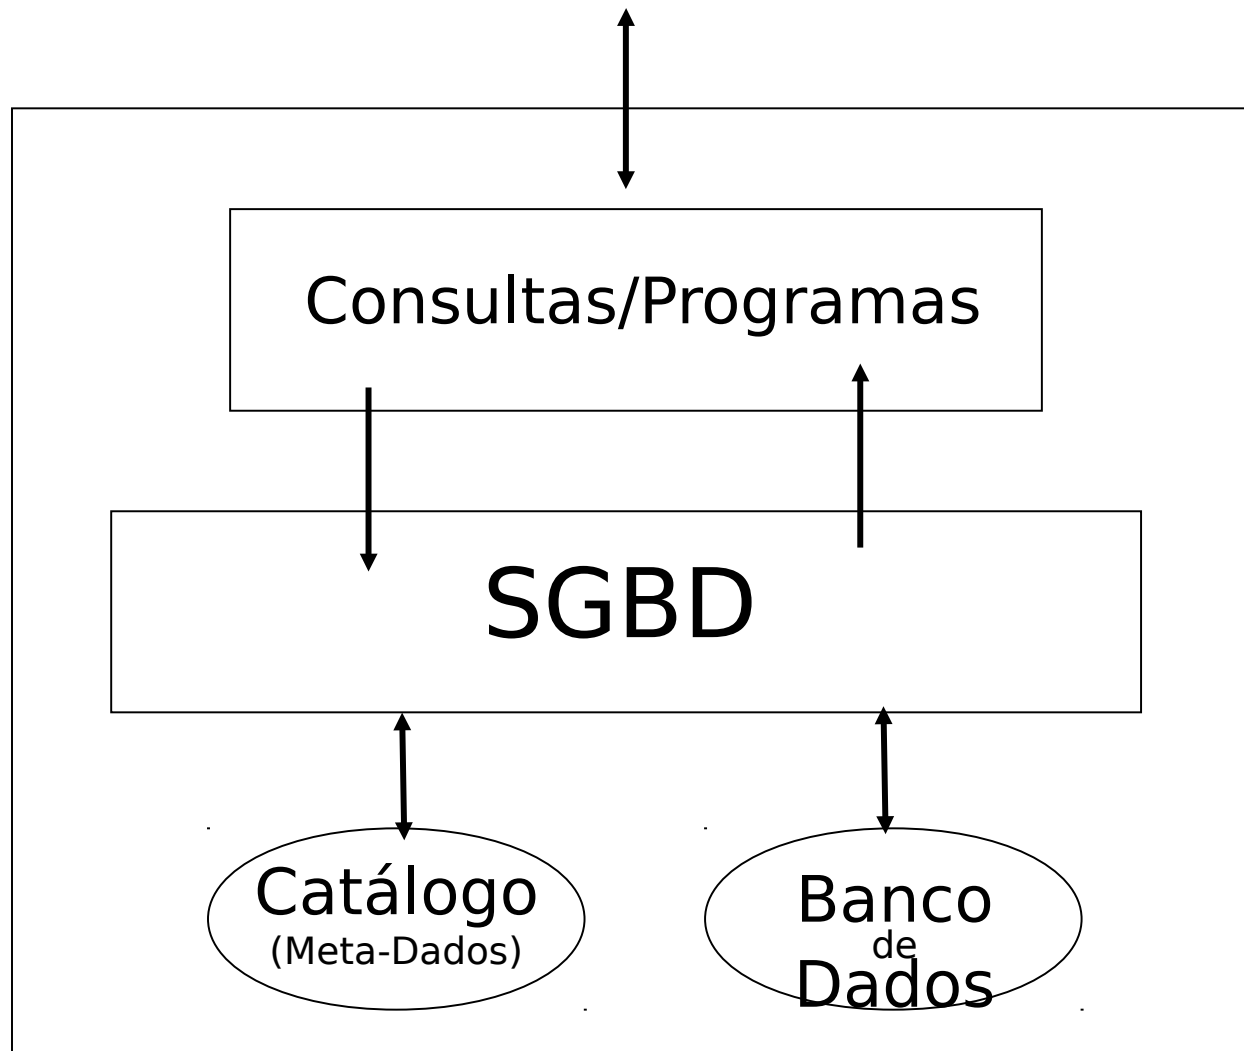 Consultas/Programas
SGBD
Catálogo
(Meta-Dados)
Banco
de
Dados